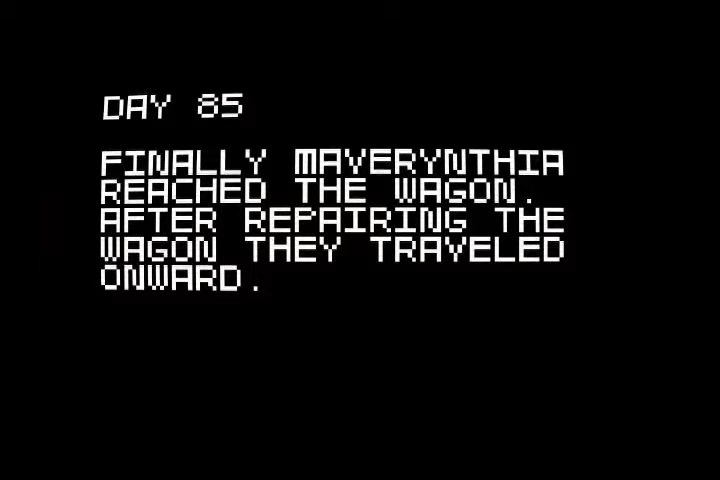 DAY 85
FINALLY MAVERYNTHIA
REACHED THE WAGON.
AFTER REPAIRING THE
WAGON THEY TRAVELED
ONWARD.